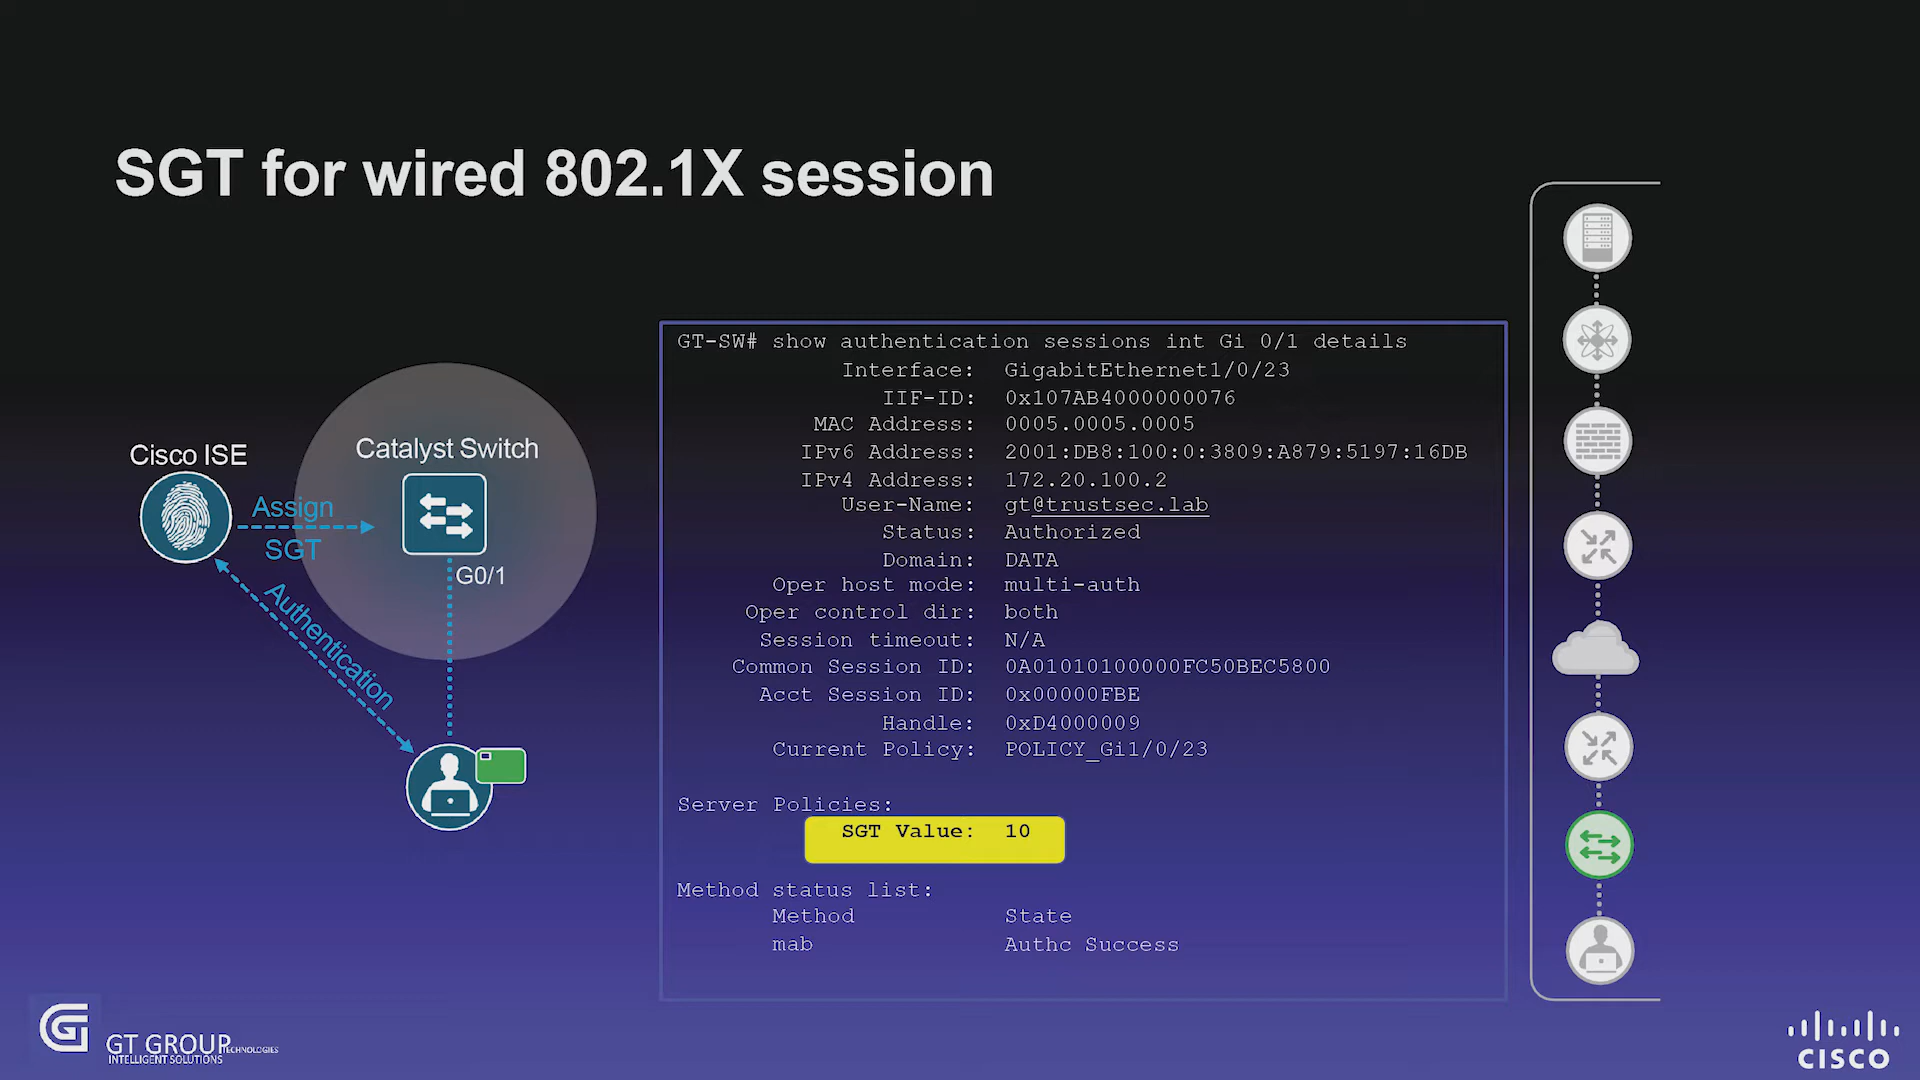 SGT for wired 802.1X session
Cisco ISE
Catalyst Switch
Assign
SGT
G0/1
Authentication
GT-SW# show authentication sessions int Gi 0/1 details
Interface: GigabitEthernet1/0/23
IIF-ID: 0x107AB4000000076
MAC Address: 0005.0005.0005
IPv6 Address: 2001:DB8:100:0:3809:A879:5197:16DB
IPv4 Address: 172.20.100.2
User-Name: gt@trustsec.lab
Status: Authorized
Domain: DATA
Oper host mode: multi-auth
Oper control dir: both
Session timeout: N/A
Common Session ID: 0A01010100000FC50BEC5800
Acct Session ID: 0x00000FBE
Handle: 0xD4000009
Current Policy: POLICY_Gi1/0/23
Server Policies:
SGT Value: 10
Method status list:
Method State
mab Authc Success
GT GROUP TECHNOLOGIES
INTELLIGENT SOLUTIONS
CISCO